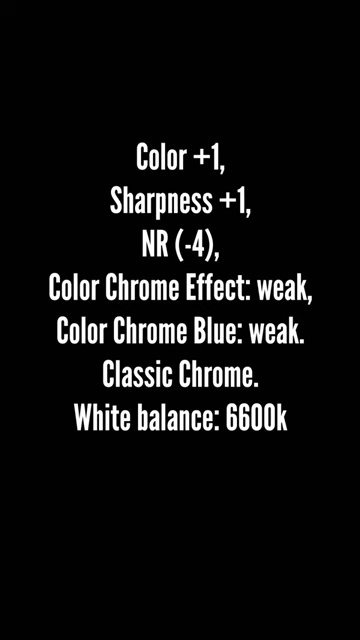 Color +1,
Sharpness +1,
NR (-4),
Color Chrome Effect: weak,
Color Chrome Blue: weak.
Classic Chrome.
White balance: 6600k